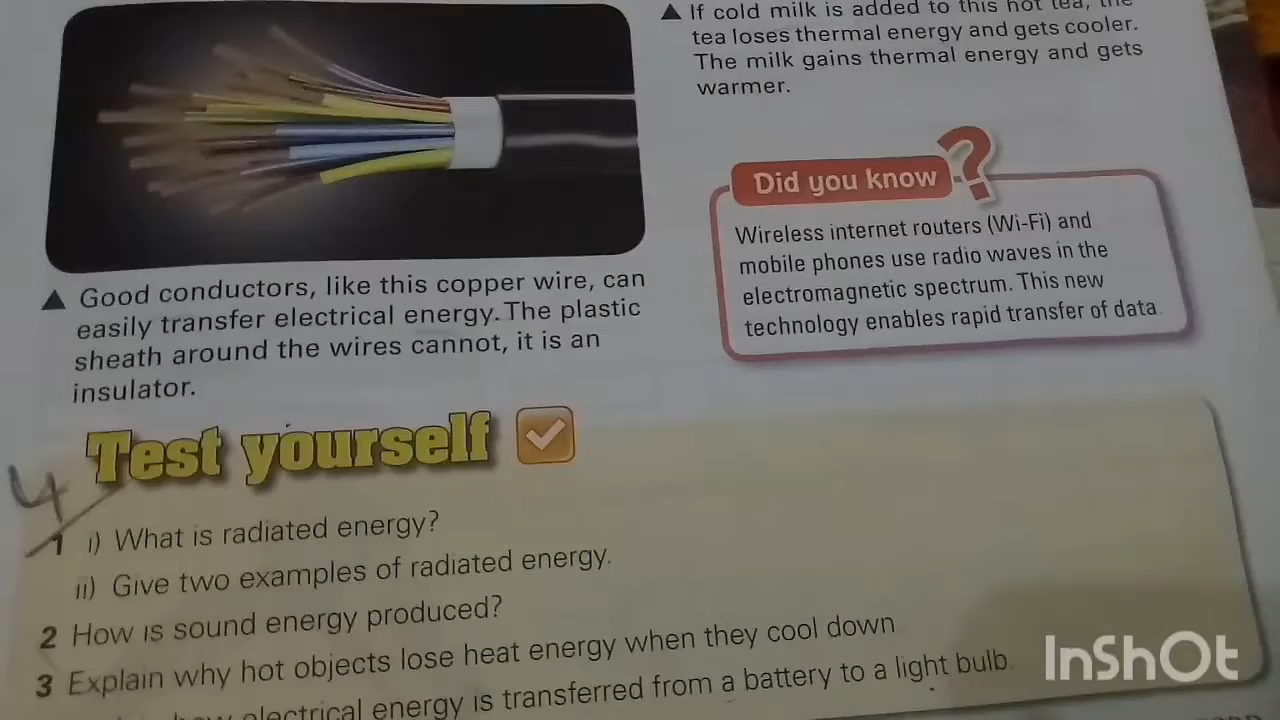 ▲ If cold milk is added to this hot tea, the
tea loses thermal energy and gets cooler.
The milk gains thermal energy and gets
warmer.
Did you know ?
Wireless internet routers (Wi-Fi) and
mobile phones use radio waves in the
electromagnetic spectrum. This new
technology enables rapid transfer of data.
▲ Good conductors, like this copper wire, can
easily transfer electrical energy. The plastic
sheath around the wires cannot, it is an
insulator.
Test yourself
4
1 i) What is radiated energy?
ii) Give two examples of radiated energy.
2 How is sound energy produced?
3 Explain why hot objects lose heat energy when they cool down
how electrical energy is transferred from a battery to a light bulb.
InShOt